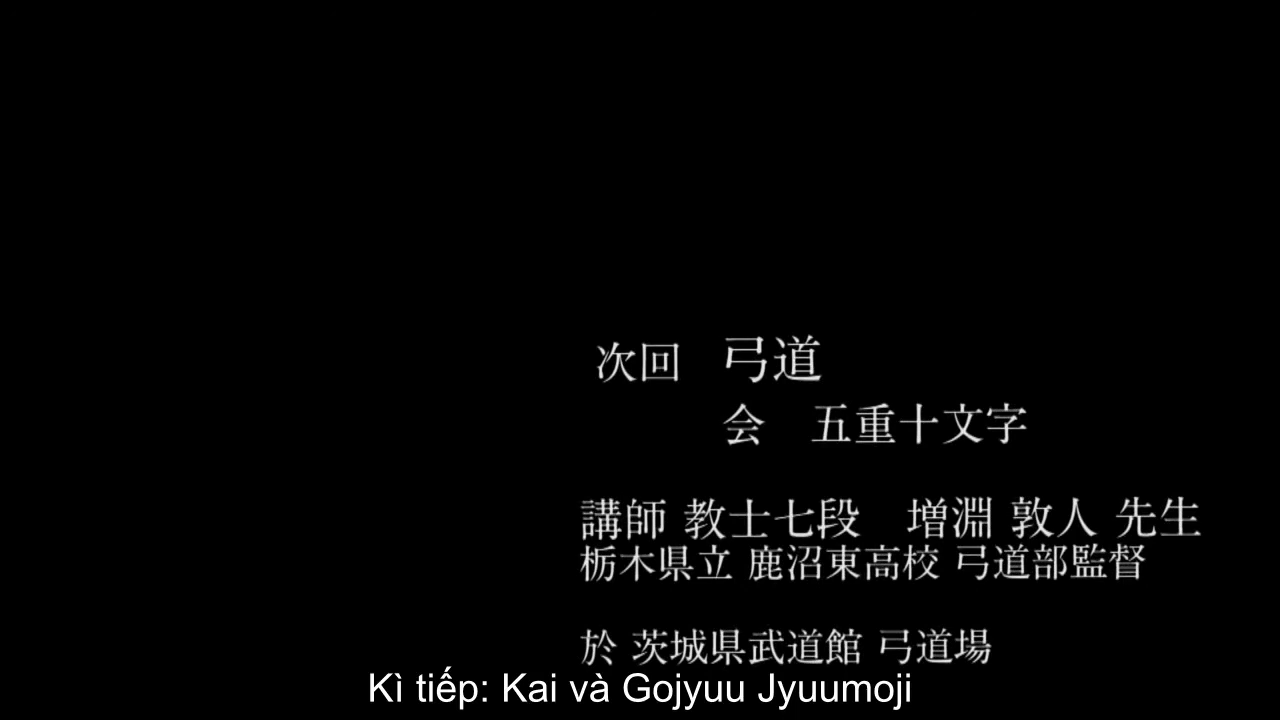 次回 弓道
会 五重十文字
講師 教士七段 増淵 敦人 先生
栃木県立 鹿沼東高校 弓道部監督
於 茨城県武道館 弓道場
Kì tiếp: Kai và Gojyuu Jyuumoji